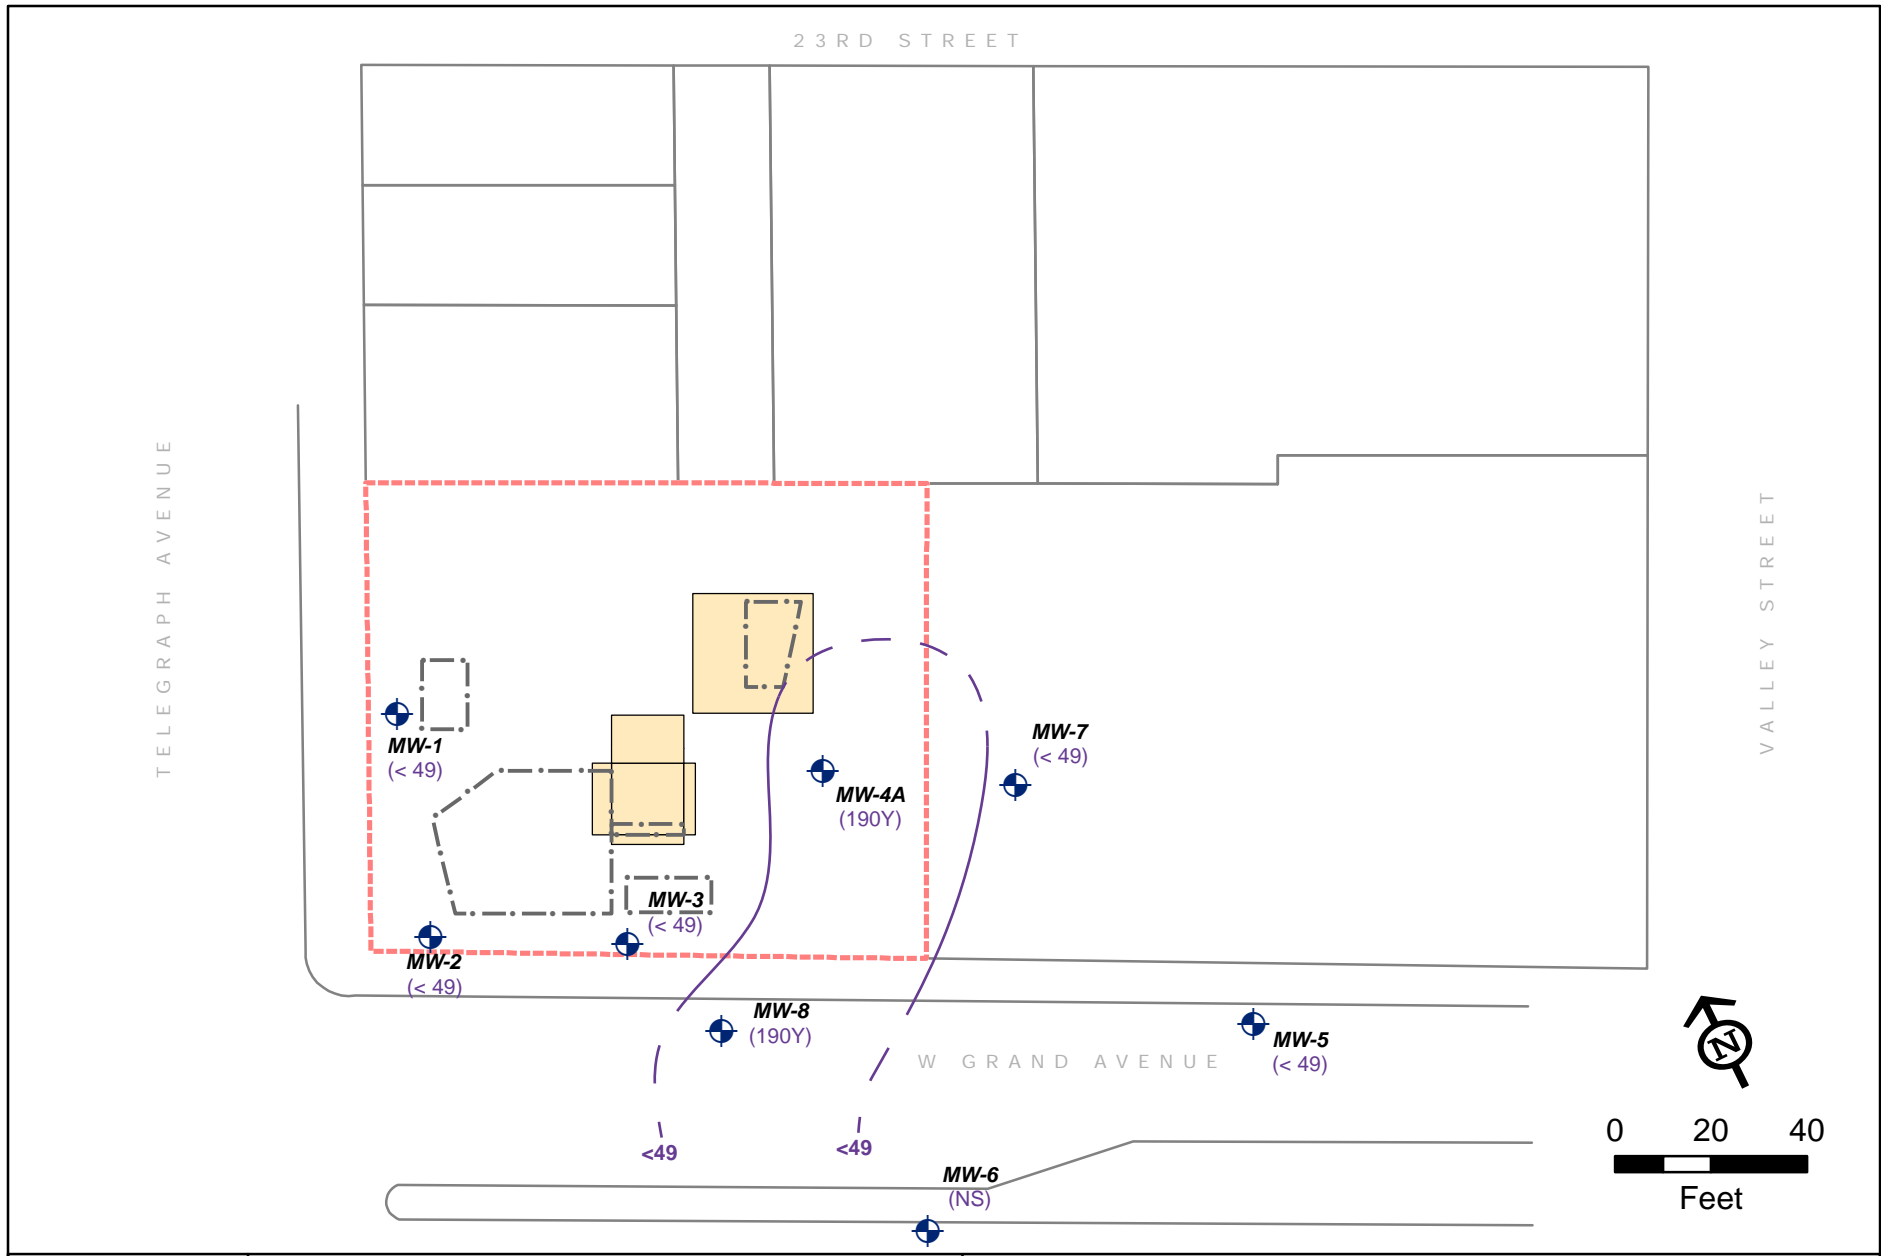 23RD STREET
TELEGRAPH AVENUE
VALLEY STREET
MW-1
(< 49)
MW-7
(< 49)
MW-4A
(190Y)
MW-3
(< 49)
MW-2
(< 49)
MW-8
(190Y)
W GRAND AVENUE
MW-5
(< 49)
N
<49
<49
MW-6
(NS)
0 20 40
Feet